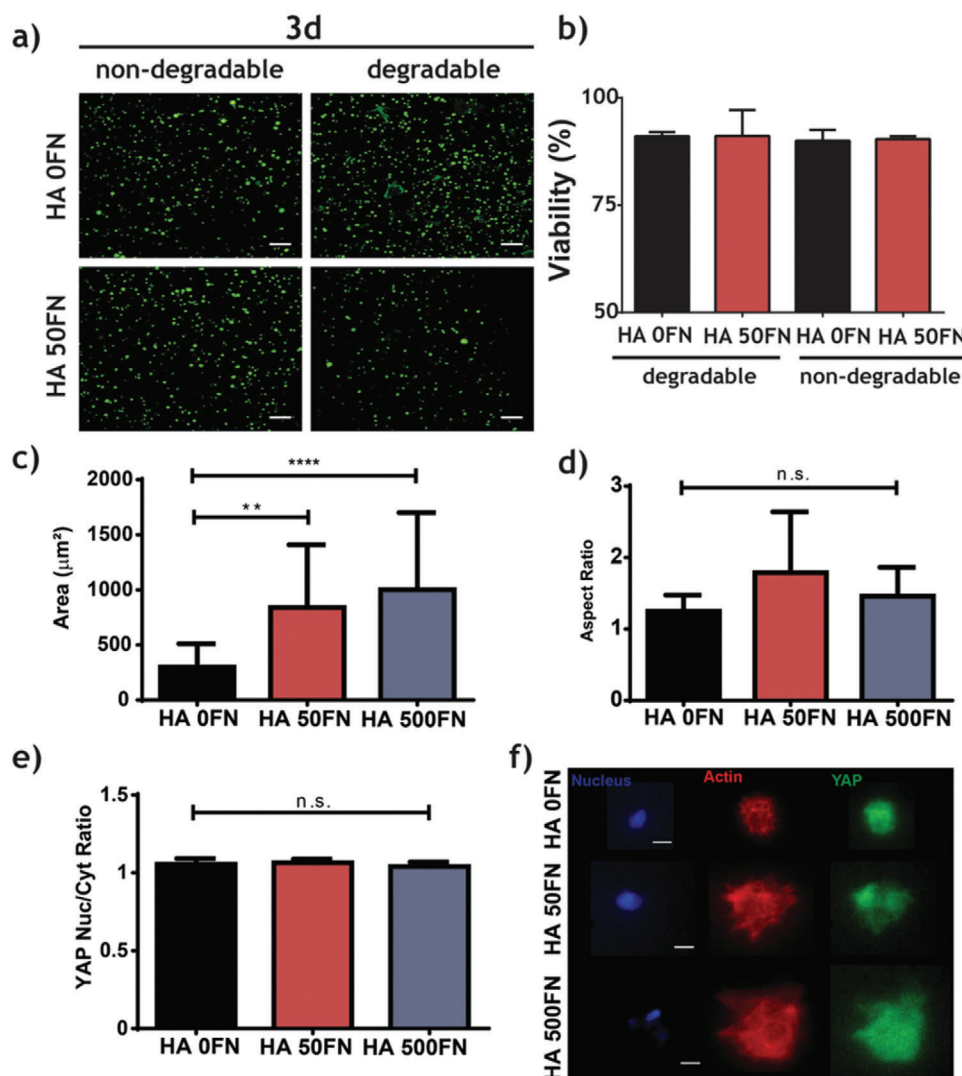 a)
3d
non-degradable degradable
HA 0FN
HA 50FN
b)
Viability (%)
100
75
50
HA 0FN HA 50FN HA 0FN HA 50FN
degradable non-degradable
c)
Area (μm²)
2000
1500
1000
500
0
****
**
HA 0FN HA 50FN HA 500FN
d)
Aspect Ratio
3
2
1
0
n.s.
HA 0FN HA 50FN HA 500FN
e)
YAP Nuc/Cyt Ratio
1.5
1
0.5
0
n.s.
HA 0FN HA 50FN HA 500FN
f)
Nucleus Actin YAP
HA 0FN
HA 50FN
HA 500FN